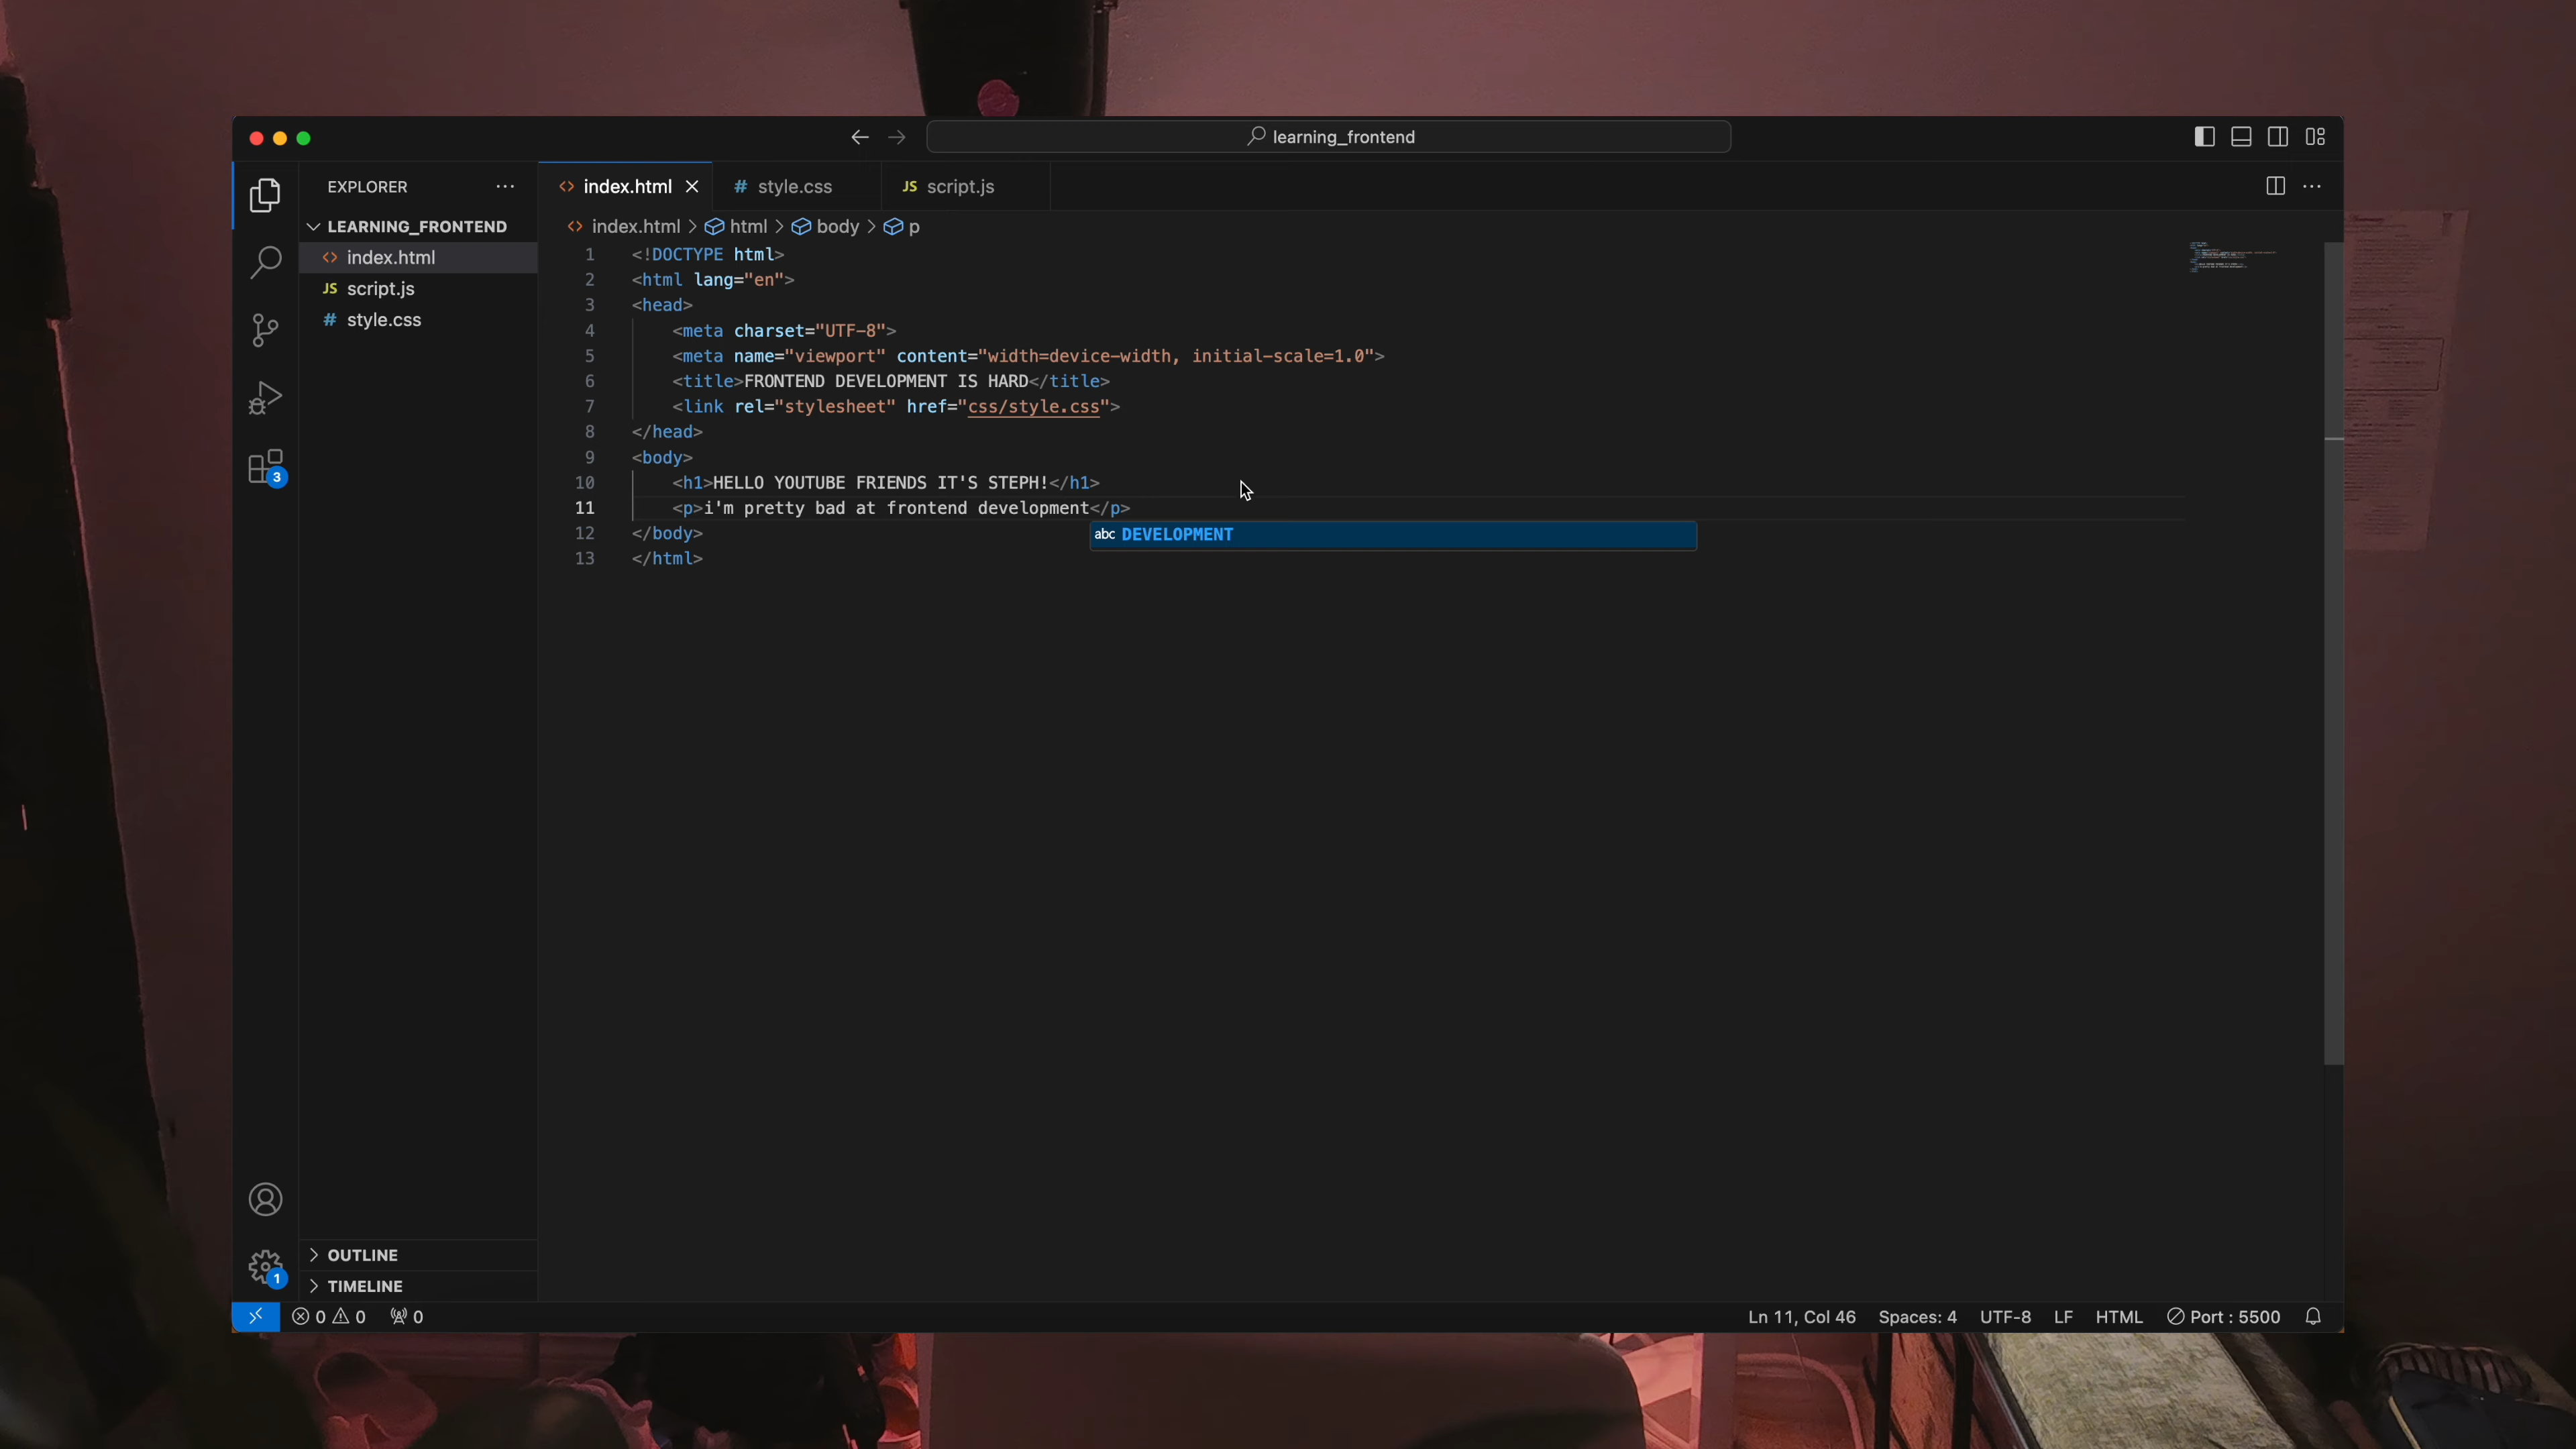 learning_frontend
EXPLORER
index.html
style.css
JS script.js
LEARNING_FRONTEND
index.html > html > body > p
index.html
JS script.js
# style.css
1 <!DOCTYPE html>
2 <html lang="en">
3 <head>
4 <meta charset="UTF-8">
5 <meta name="viewport" content="width=device-width, initial-scale=1.0">
6 <title>FRONTEND DEVELOPMENT IS HARD</title>
7 <link rel="stylesheet" href="css/style.css">
8 </head>
9 <body>
10 <h1>HELLO YOUTUBE FRIENDS IT'S STEPH!</h1>
11 <p>i'm pretty bad at frontend development</p>
abc DEVELOPMENT
12 </body>
13 </html>
3
OUTLINE
1
TIMELINE
0 0 0
Ln 11, Col 46 Spaces: 4 UTF-8 LF HTML Port : 5500